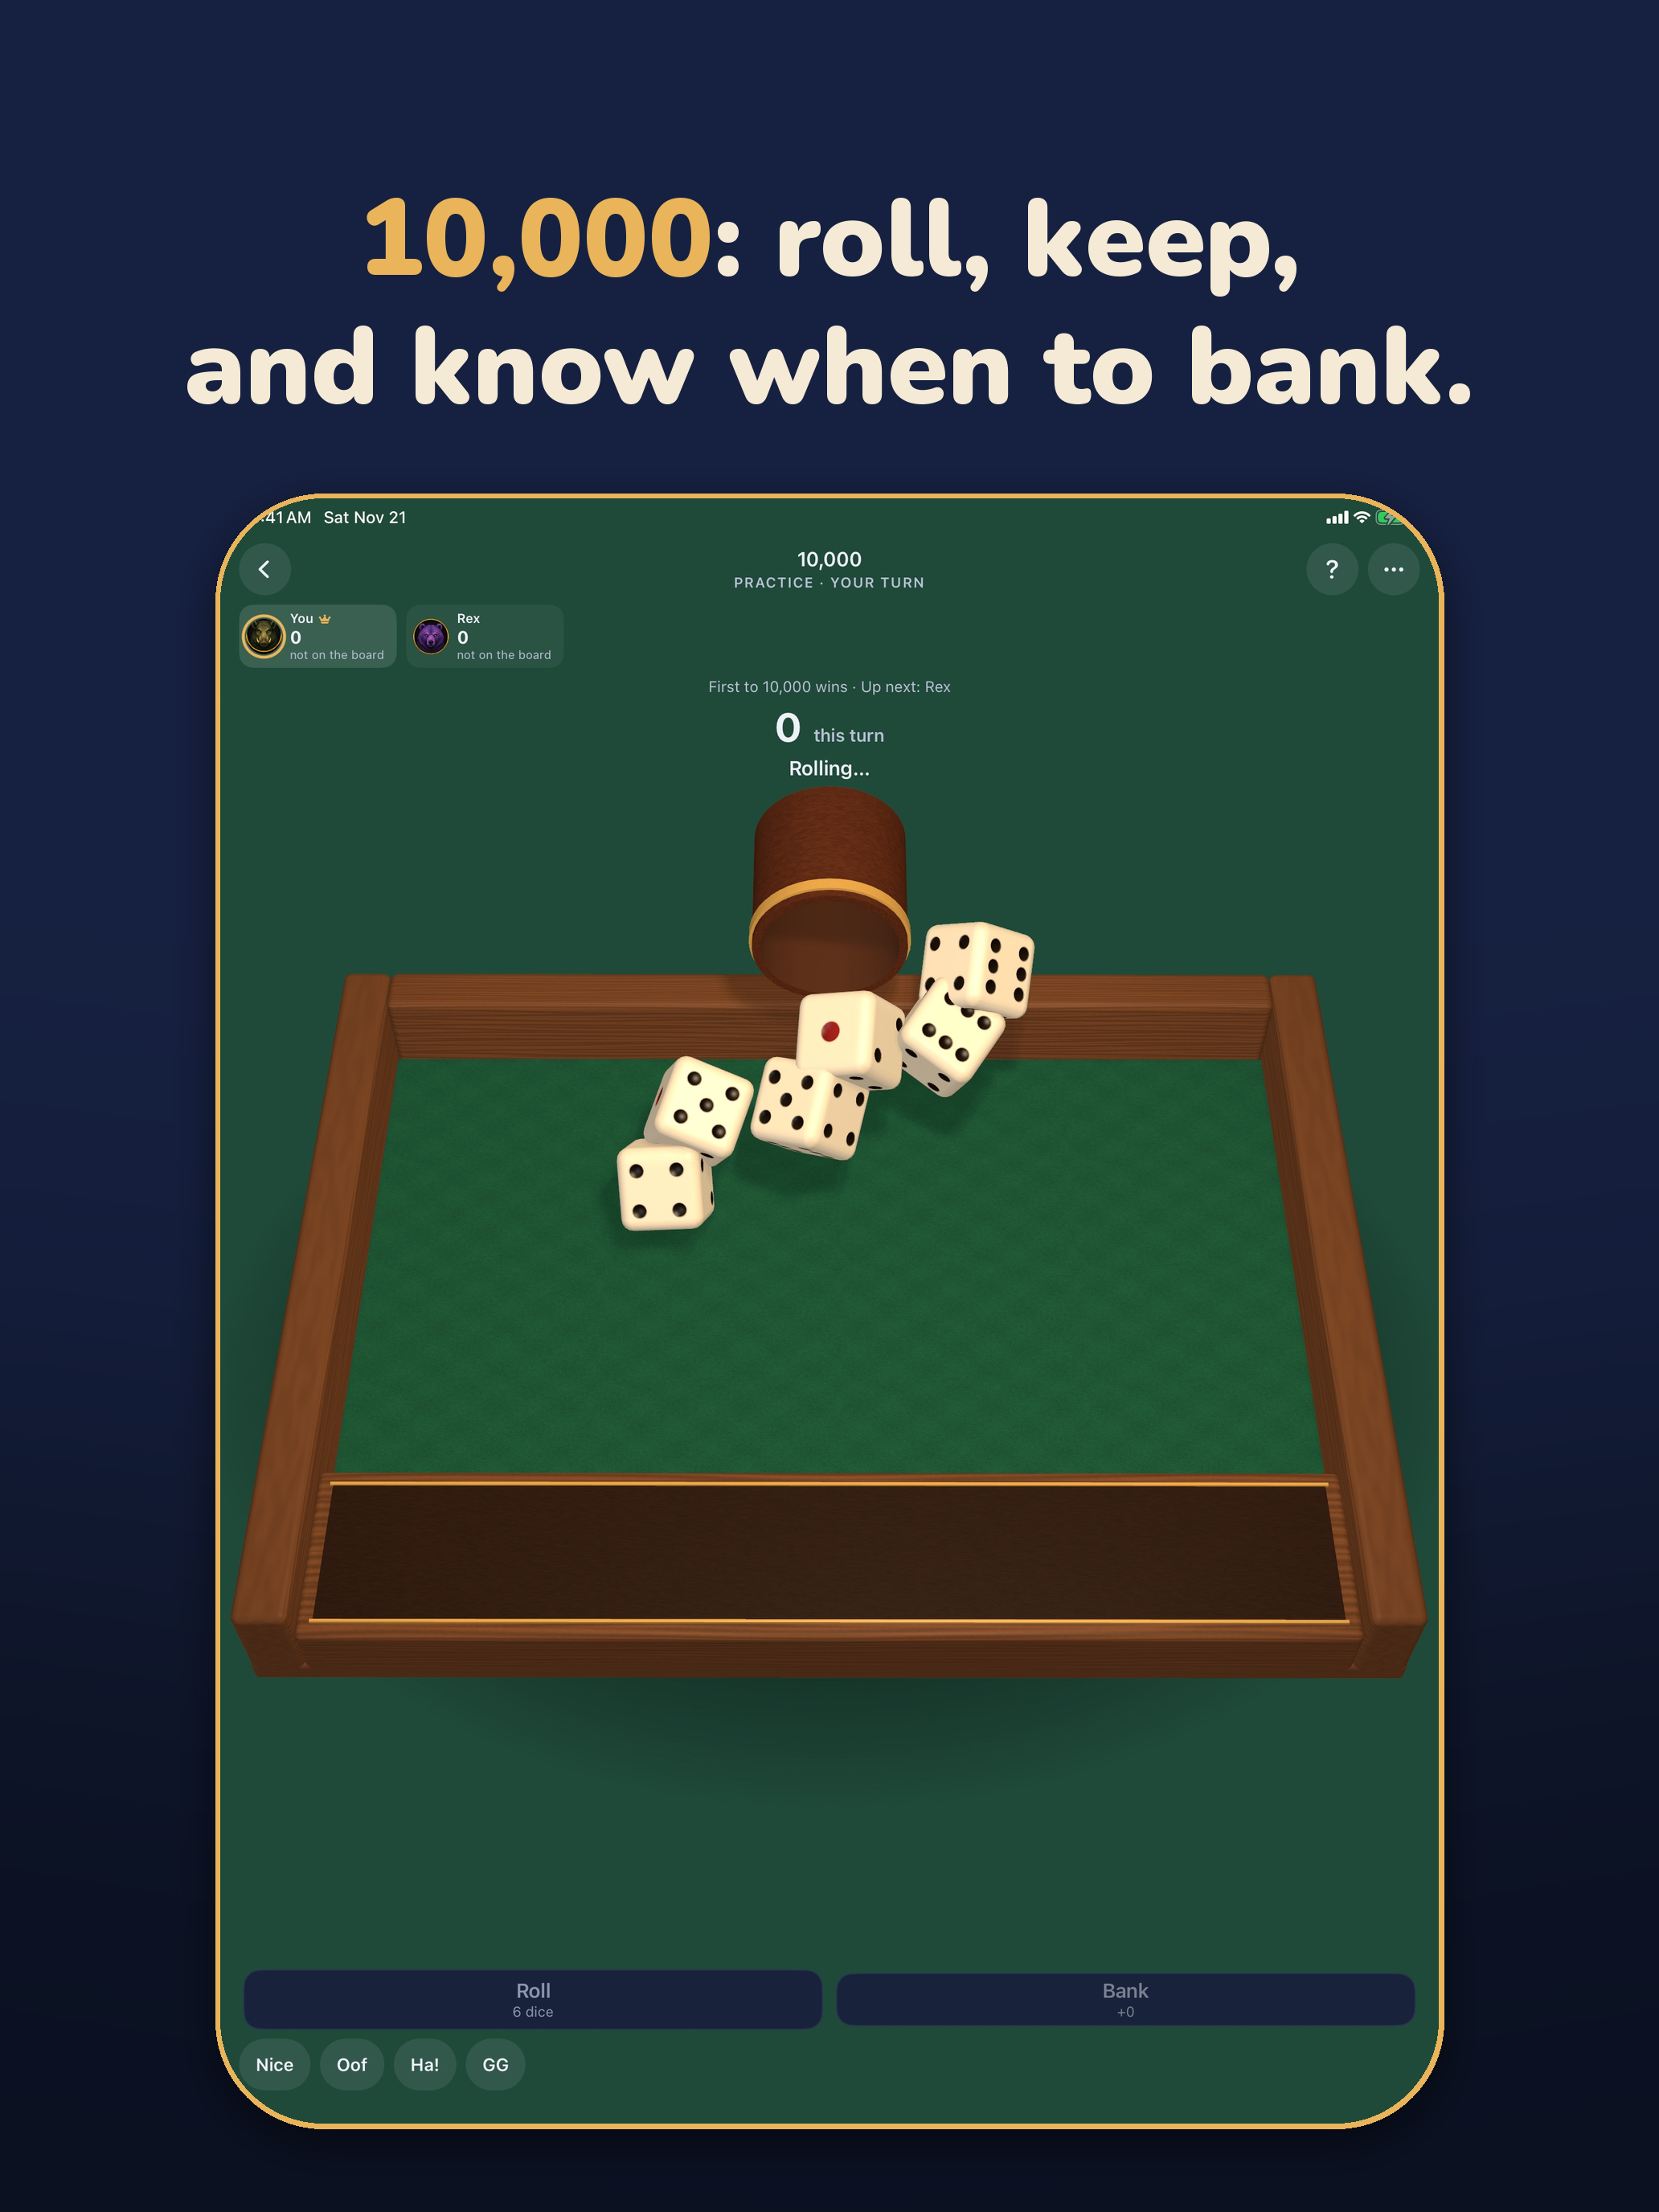 10,000: roll, keep,
and know when to bank.
:41 AM Sat Nov 21
10,000
?
PRACTICE · YOUR TURN
You
0
not on the board
Rex
0
not on the board
First to 10,000 wins · Up next: Rex
0 this turn
Rolling...
Roll
6 dice
Bank
+0
Nice
Oof
Ha!
GG